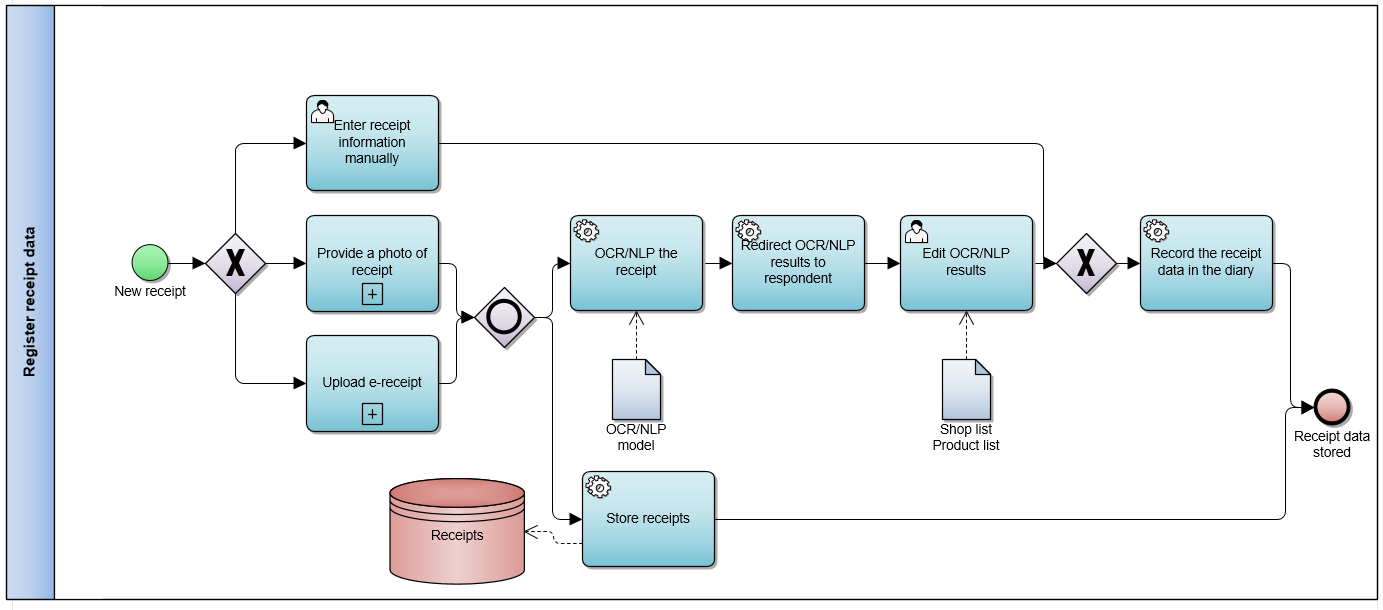 Register receipt data
New receipt
Enter receipt
information
manually
Provide a photo of
receipt
Upload e-receipt
OCR/NLP the
receipt
Redirect OCR/NLP
results to
respondent
Edit OCR/NLP
results
Record the receipt
data in the diary
OCR/NLP
model
Shop list
Product list
Receipt data
stored
Receipts
Store receipts